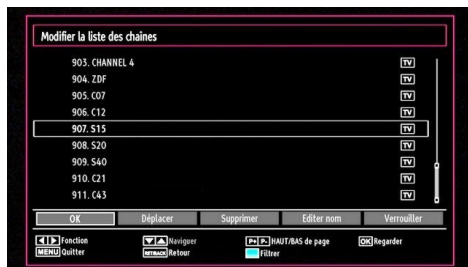 Modifier la liste des chaînes
903. CHANNEL 4 TV
904. ZDF TV
905. C07 TV
906. C12 TV
907. S15 TV
908. S20 TV
909. S40 TV
910. C21 TV
911. C43 TV
OK Déplacer Supprimer Editer nom Verrouiller
Fonction Naviguer P+ P- HAUT/BAS de page OK Regarder
MENU Quitter RET/BACK Retour Filtrer